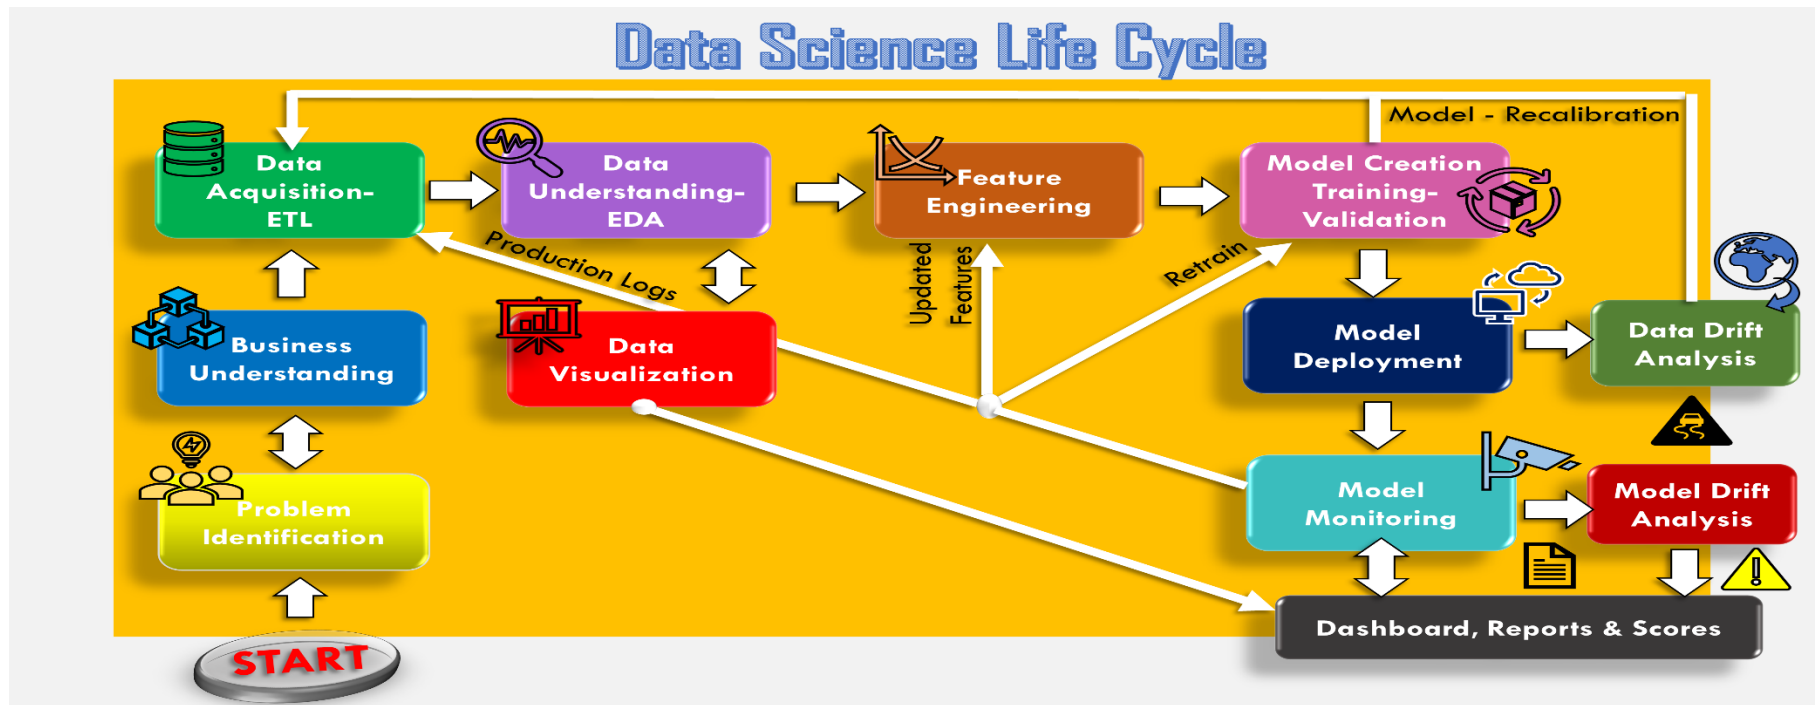 Data Science Life Cycle
Model - Recalibration
Data
Acquisition-
ETL
Data
Understanding-
EDA
Feature
Engineering
Model Creation
Training-
Validation
Production Logs
Updated
Features
Retrain
Business
Understanding
Data
Visualization
Model
Deployment
Data Drift
Analysis
Problem
Identification
Model
Monitoring
Model Drift
Analysis
Dashboard, Reports & Scores
START